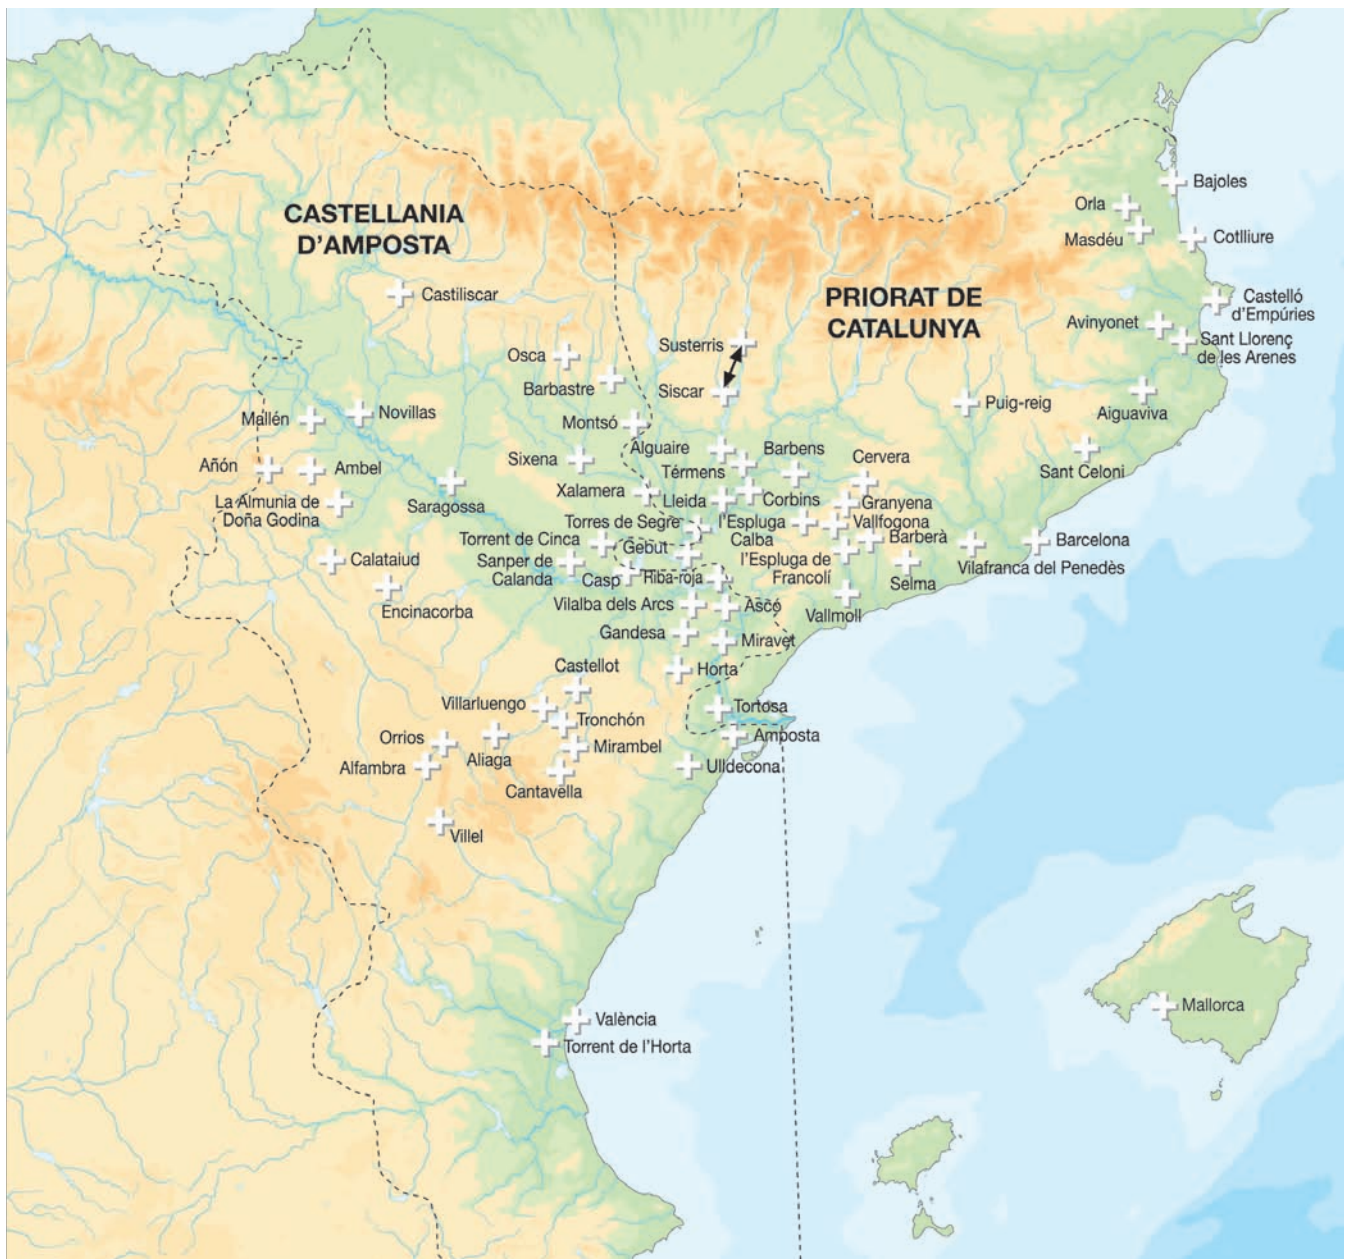 Bajoles
Orla
Masdéu
Cotlliure
CASTELLANIA
D'AMPOSTA
Castiliscar
PRIORAT DE
CATALUNYA
Castelló
d'Empúries
Avinyonet
Sant Llorenç
de les Arenes
Susterris
Osca
Barbastre
Siscar
Puig-reig
Aiguaviva
Mallén
Novillas
Montsó
Alguaire
Barbens
Cervera
Sant Celoni
Añón
Ambel
Sixena
Térmens
Xalamera
Lleida
Corbins
Granyena
La Almunia de
Doña Godina
Saragossa
Torres de Segre
l'Espluga
Calba
Vallfogona
Barberà
Barcelona
Torrent de Cinca
Gebut
l'Espluga de
Francolí
Vilafranca del Penedès
Calataiud
Sanper de
Calanda
Casp
Riba-roja
Selma
Encinacorba
Vilalba dels Arcs
Ascó
Vallmoll
Gandesa
Miravet
Castellot
Horta
Villarluengo
Tronchón
Tortosa
Orrios
Aliaga
Mirambel
Amposta
Alfambra
Cantavella
Ulldecona
Villel
València
Torrent de l'Horta
Mallorca